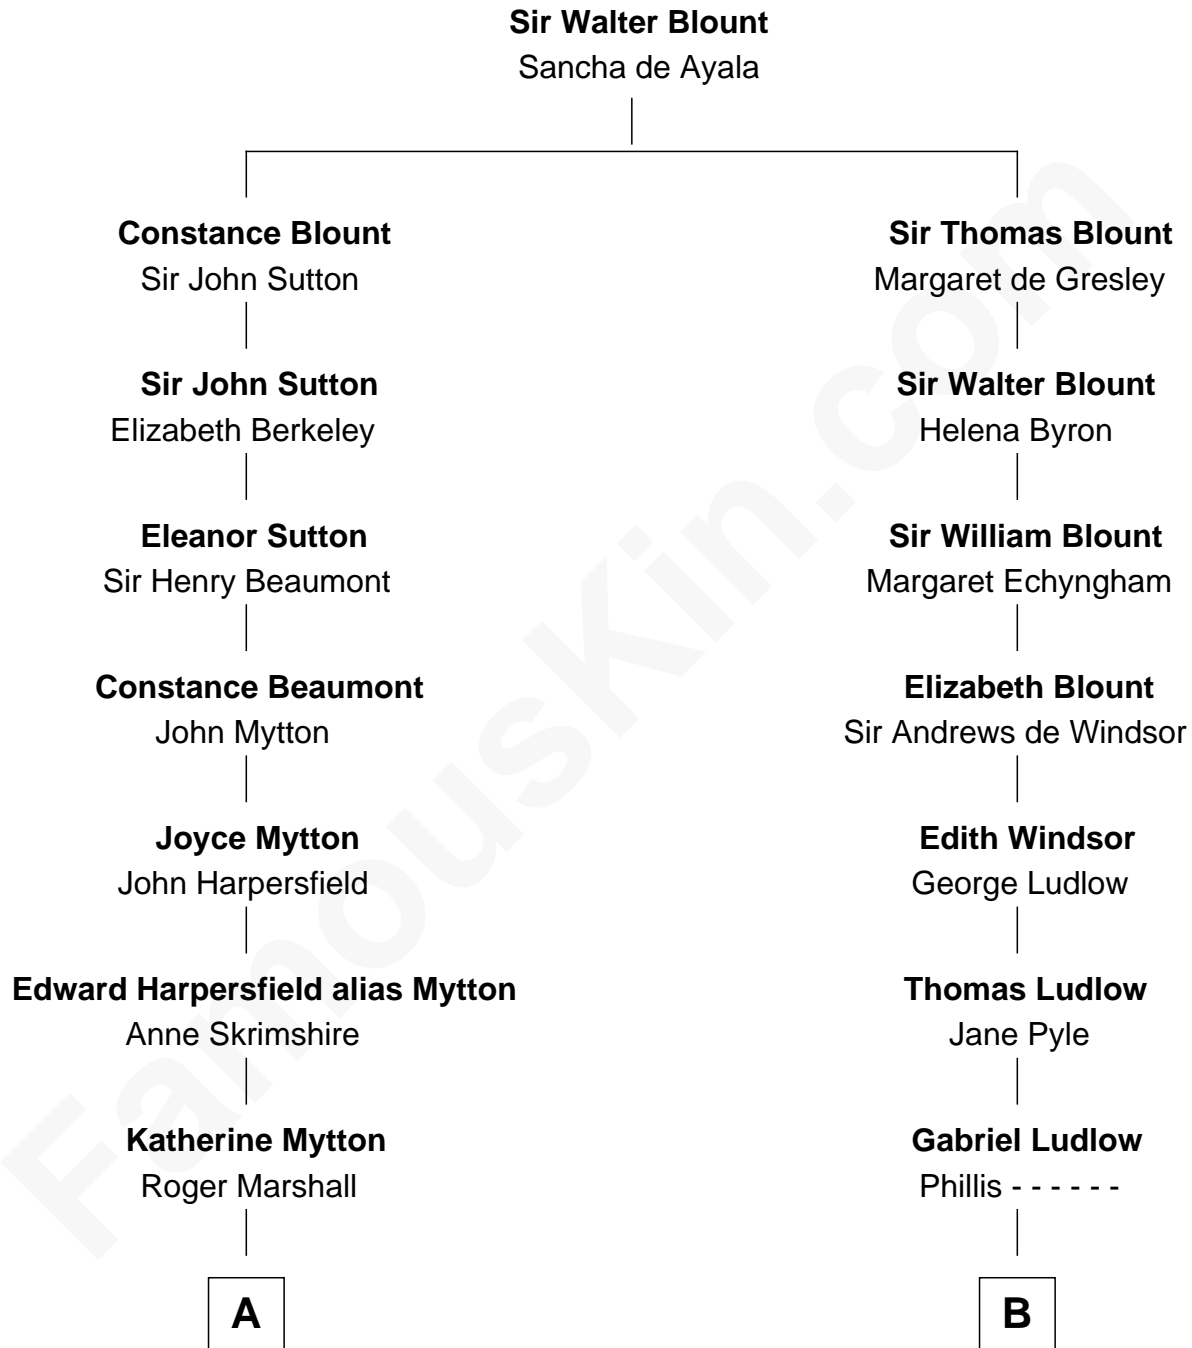 Sir Walter Blount
Sancha de Ayala
Constance Blount
Sir John Sutton
Sir Thomas Blount
Margaret de Gresley
Sir John Sutton
Elizabeth Berkeley
Sir Walter Blount
Helena Byron
Eleanor Sutton
Sir Henry Beaumont
Sir William Blount
Margaret Echyngham
Constance Beaumont
John Mytton
Elizabeth Blount
Sir Andrews de Windsor
Joyce Mytton
John Harpersfield
Edith Windsor
George Ludlow
Edward Harpersfield alias Mytton
Anne Skrimshire
Thomas Ludlow
Jane Pyle
Katherine Mytton
Roger Marshall
Gabriel Ludlow
Phillis - - - - - -
A
B
FamousKin.com